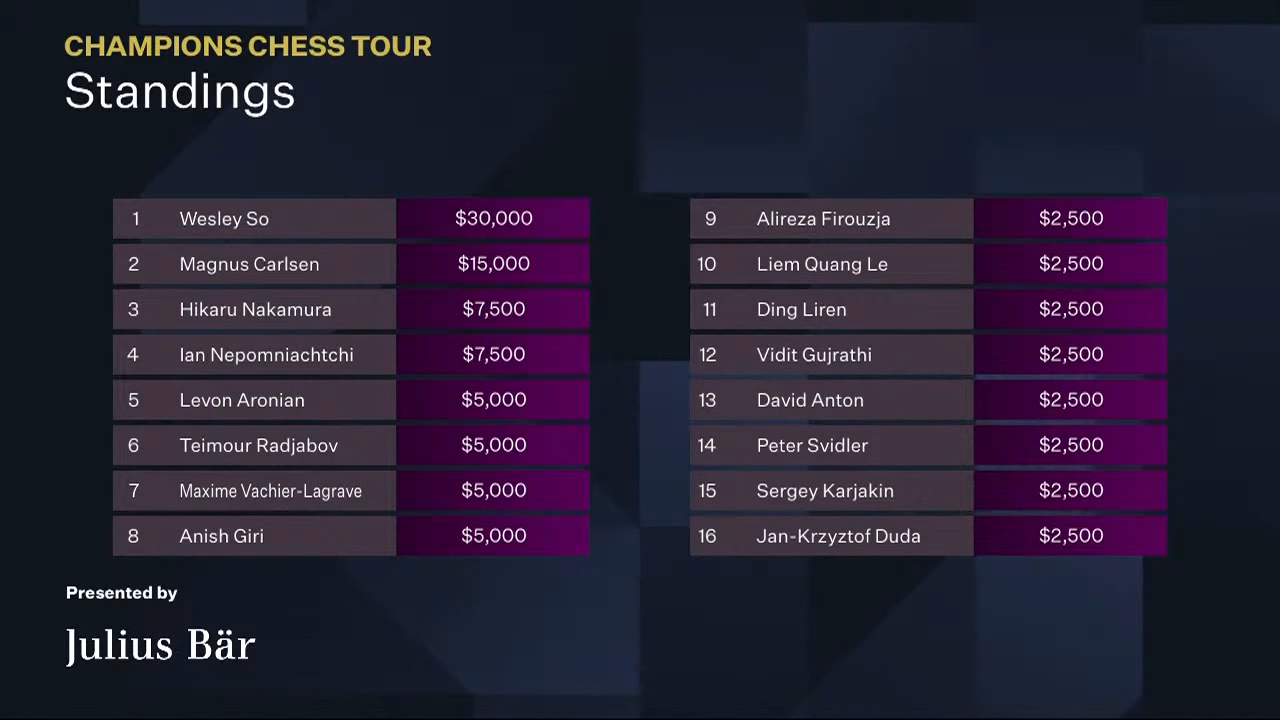 CHAMPIONS CHESS TOUR
Standings
1 Wesley So $30,000
2 Magnus Carlsen $15,000
3 Hikaru Nakamura $7,500
4 Ian Nepomniachtchi $7,500
5 Levon Aronian $5,000
6 Teimour Radjabov $5,000
7 Maxime Vachier-Lagrave $5,000
8 Anish Giri $5,000
9 Alireza Firouzja $2,500
10 Liem Quang Le $2,500
11 Ding Liren $2,500
12 Vidit Gujrathi $2,500
13 David Anton $2,500
14 Peter Svidler $2,500
15 Sergey Karjakin $2,500
16 Jan-Krzyztof Duda $2,500
Presented by
Julius Bär